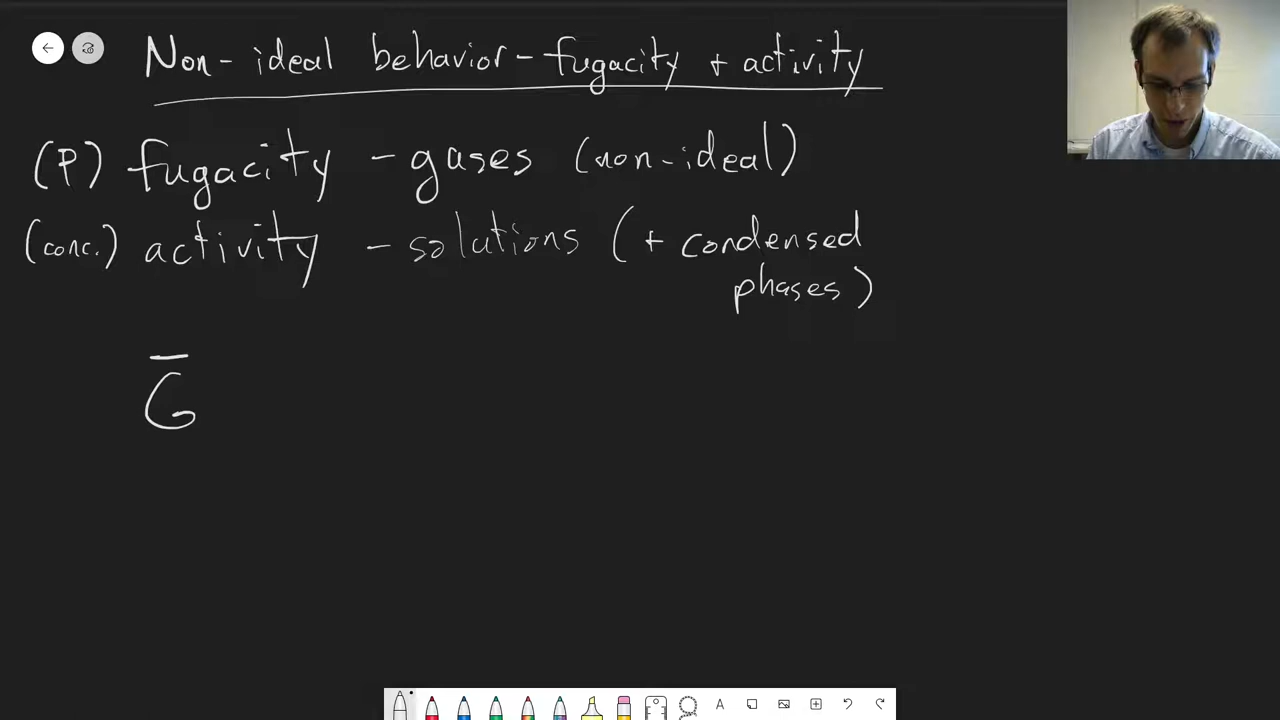 Non-ideal behavior - fugacity + activity
(P) fugacity - gases (non-ideal)
(conc.) activity - solutions (+ condensed
phases)
G̅
A